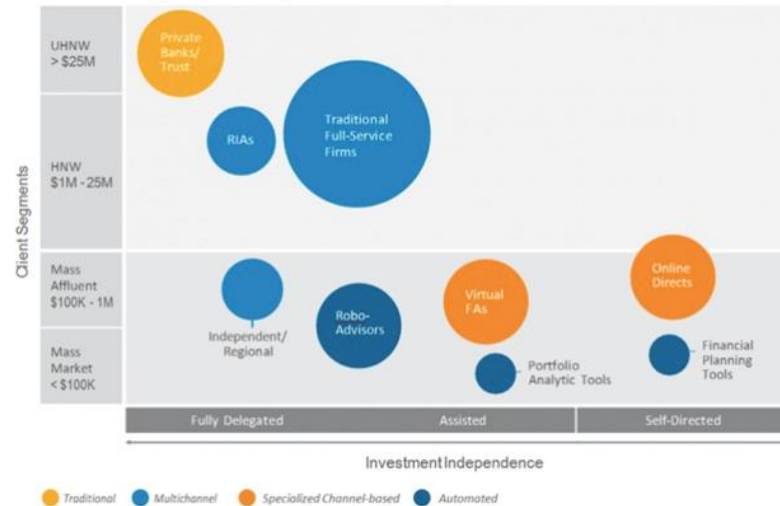 UHNW
> $25M
HNW
$1M - 25M
Mass
Affluent
$100K - 1M
Mass
Market
< $100K
Client Segments
Private
Banks/
Trust
RIAs
Traditional
Full-Service
Firms
Independent/
Regional
Robo-
Advisors
Virtual
FAs
Online
Directs
Portfolio
Analytic Tools
Financial
Planning
Tools
Fully Delegated
Assisted
Self-Directed
Investment Independence
Traditional
Multichannel
Specialized Channel-based
Automated